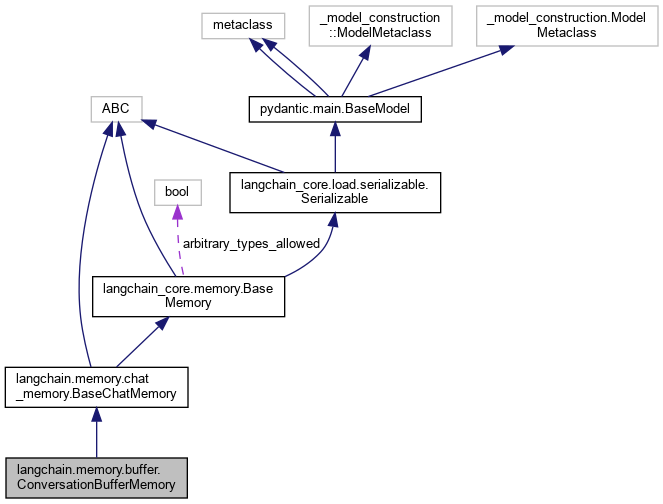 metaclass
_model_construction
::ModelMetaclass
_model_construction.Model
Metaclass
ABC
pydantic.main.BaseModel
bool
langchain_core.load.serializable.
Serializable
arbitrary_types_allowed
langchain_core.memory.Base
Memory
langchain.memory.chat
_memory.BaseChatMemory
langchain.memory.buffer.
ConversationBufferMemory